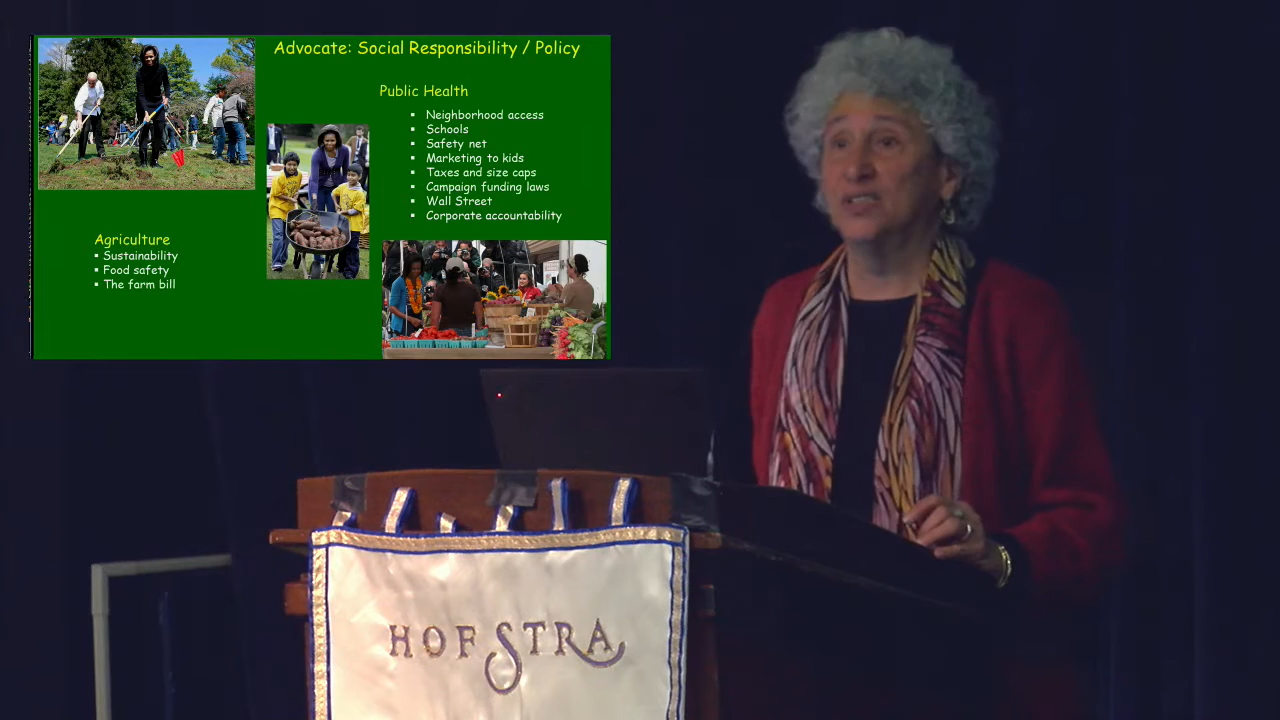 Advocate: Social Responsibility / Policy
Public Health
▪ Neighborhood access
▪ Schools
▪ Safety net
▪ Marketing to kids
▪ Taxes and size caps
▪ Campaign funding laws
▪ Wall Street
▪ Corporate accountability
Agriculture
▪ Sustainability
▪ Food safety
▪ The farm bill
HOFSTRA